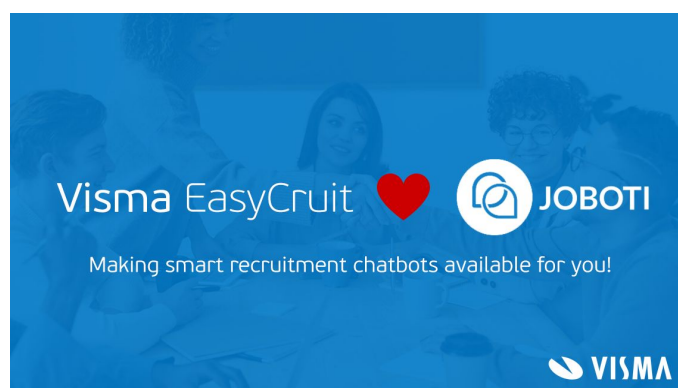 Visma EasyCruit JOBOTI
Making smart recruitment chatbots available for you!
VISMA